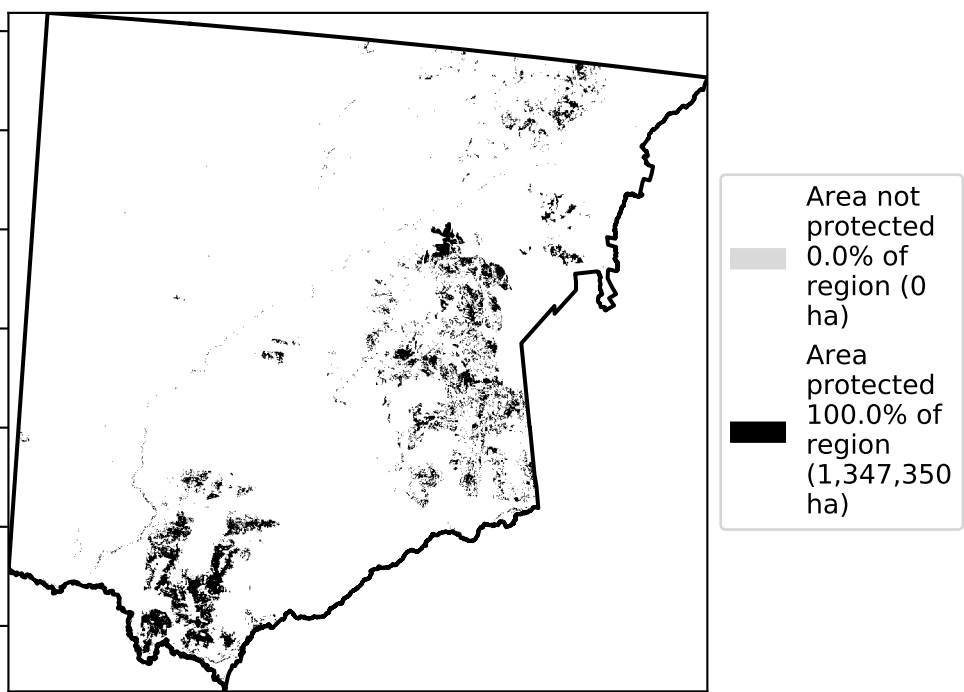 Area not
protected
0.0% of
region (0
ha)
Area
protected
100.0% of
region
(1,347,350
ha)